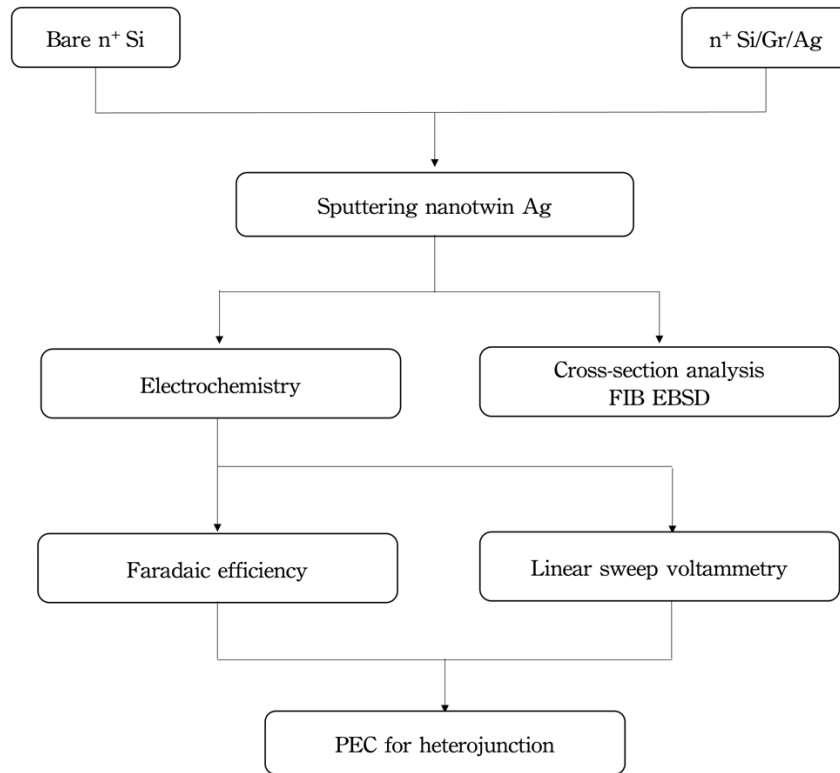 Bare n⁺ Si
n⁺ Si/Gr/Ag
Sputtering nanotwin Ag
Electrochemistry
Cross-section analysis
FIB EBSD
Faradaic efficiency
Linear sweep voltammetry
PEC for heterojunction